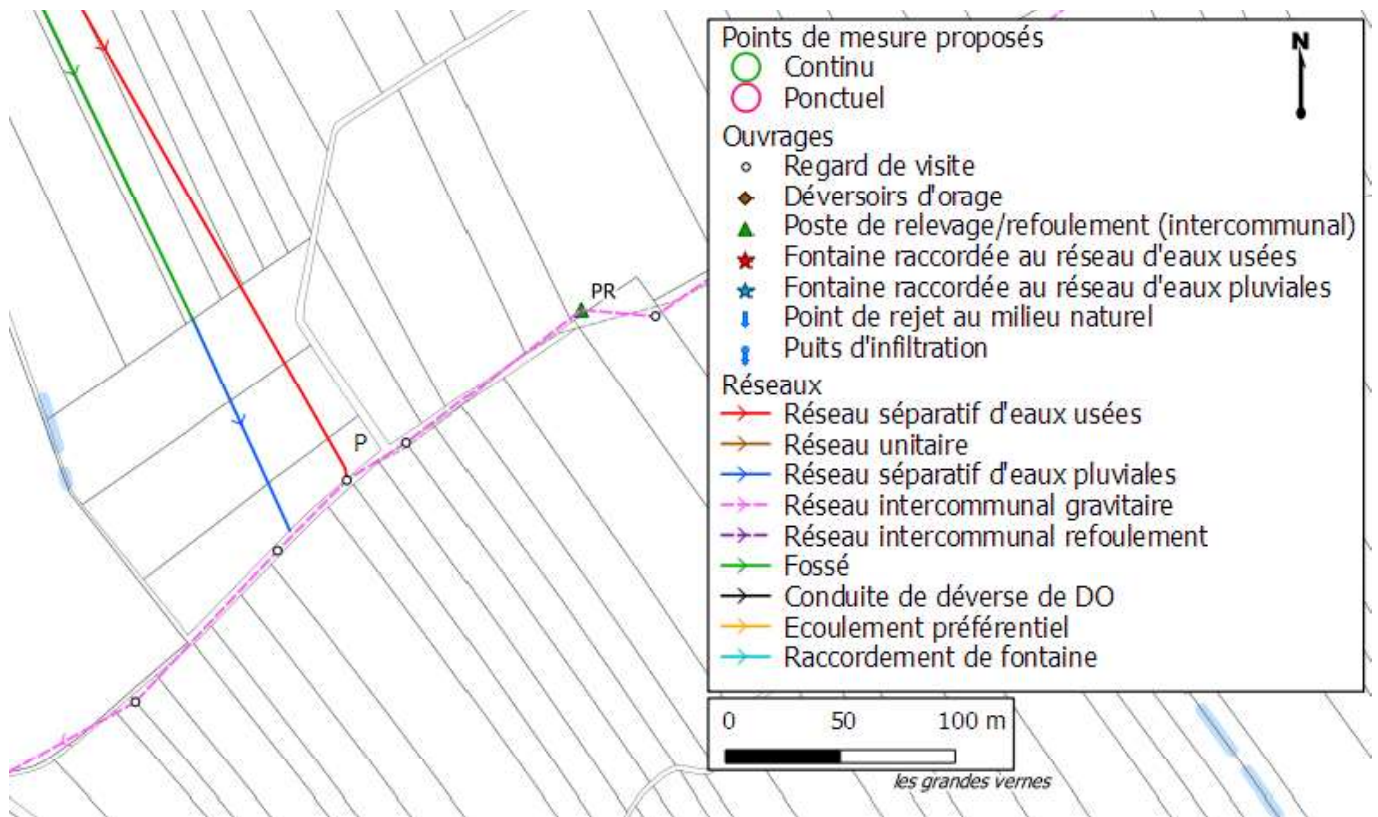 Points de mesure proposés
N
Continu
Ponctuel
Ouvrages
Regard de visite
Déversoirs d'orage
Poste de relevage/refoulement (intercommunal)
Fontaine raccordée au réseau d'eaux usées
Fontaine raccordée au réseau d'eaux pluviales
Point de rejet au milieu naturel
Puits d'infiltration
Réseaux
Réseau séparatif d'eaux usées
Réseau unitaire
Réseau séparatif d'eaux pluviales
Réseau intercommunal gravitaire
Réseau intercommunal refoulement
Fossé
Conduite de déverse de DO
Ecoulement préférentiel
Raccordement de fontaine
PR
P
0 50 100 m
les grandes vernes